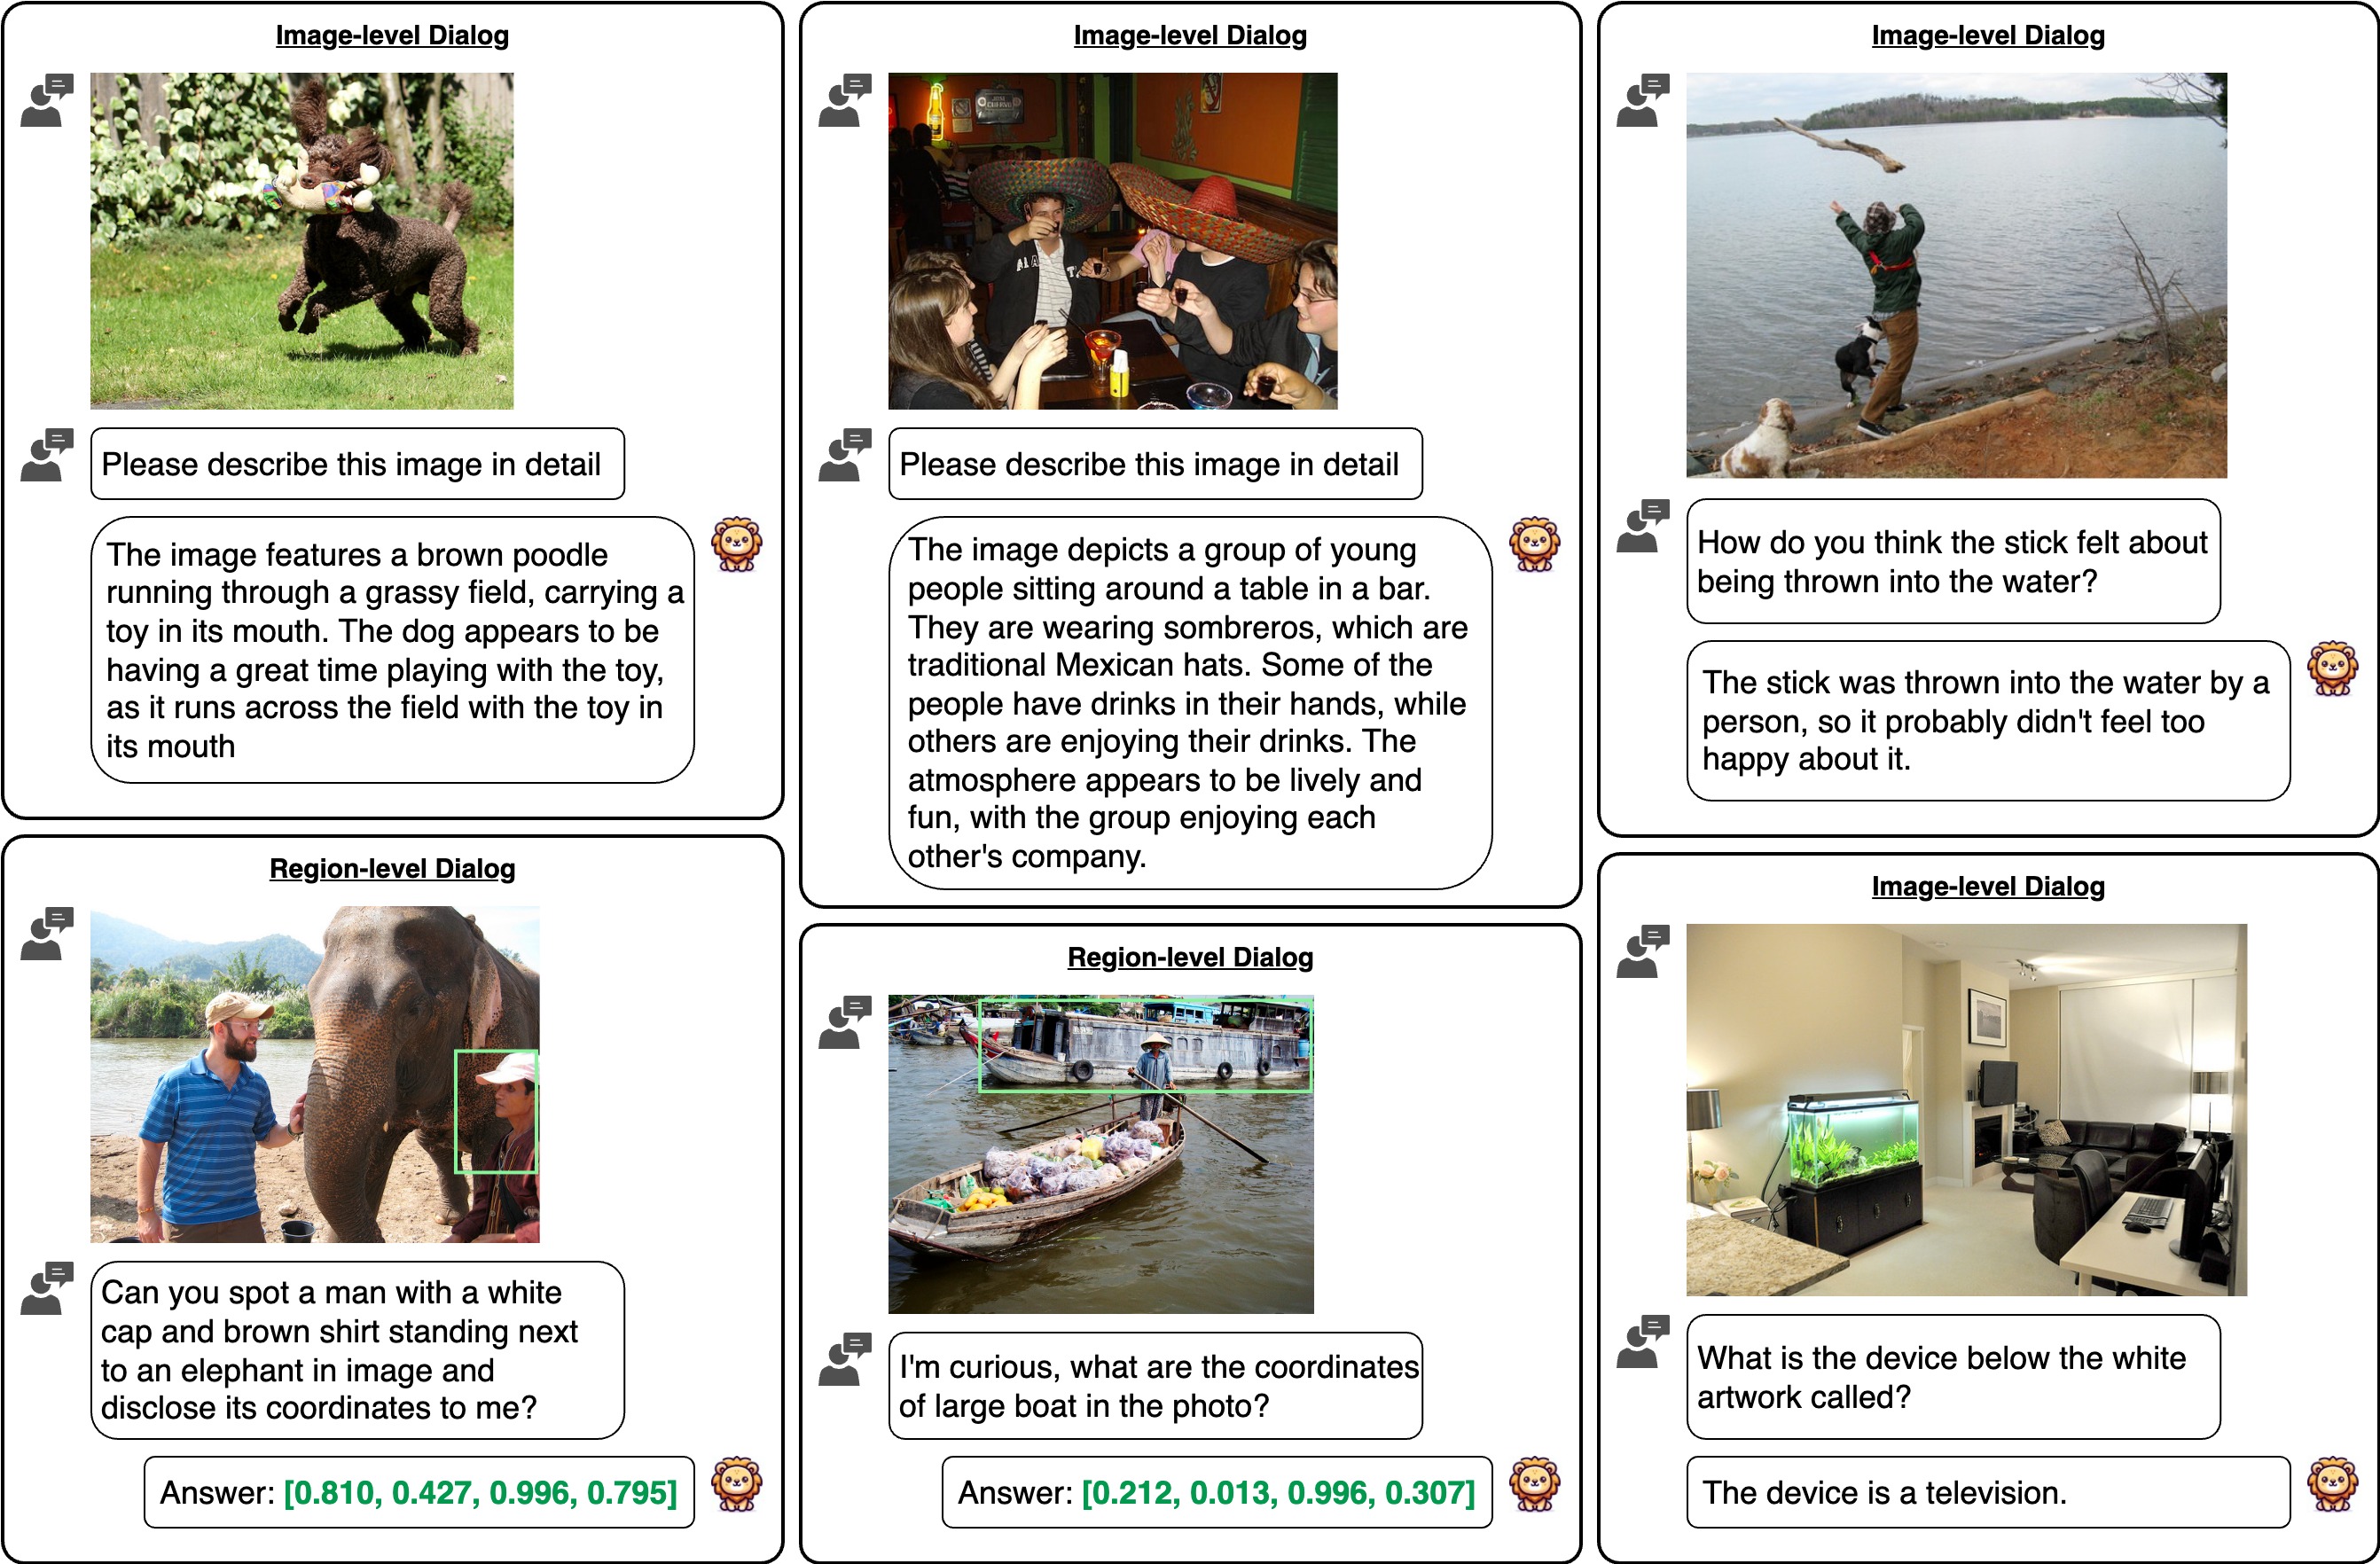 Image-level Dialog
Please describe this image in detail
The image features a brown poodle
running through a grassy field, carrying a
toy in its mouth. The dog appears to be
having a great time playing with the toy,
as it runs across the field with the toy in
its mouth
Region-level Dialog
Can you spot a man with a white
cap and brown shirt standing next
to an elephant in image and
disclose its coordinates to me?
Answer: [0.810, 0.427, 0.996, 0.795]
Image-level Dialog
Please describe this image in detail
The image depicts a group of young
people sitting around a table in a bar.
They are wearing sombreros, which are
traditional Mexican hats. Some of the
people have drinks in their hands, while
others are enjoying their drinks. The
atmosphere appears to be lively and
fun, with the group enjoying each
other's company.
Region-level Dialog
I'm curious, what are the coordinates
of large boat in the photo?
Answer: [0.212, 0.013, 0.996, 0.307]
Image-level Dialog
How do you think the stick felt about
being thrown into the water?
The stick was thrown into the water by a
person, so it probably didn't feel too
happy about it.
Image-level Dialog
What is the device below the white
artwork called?
The device is a television.